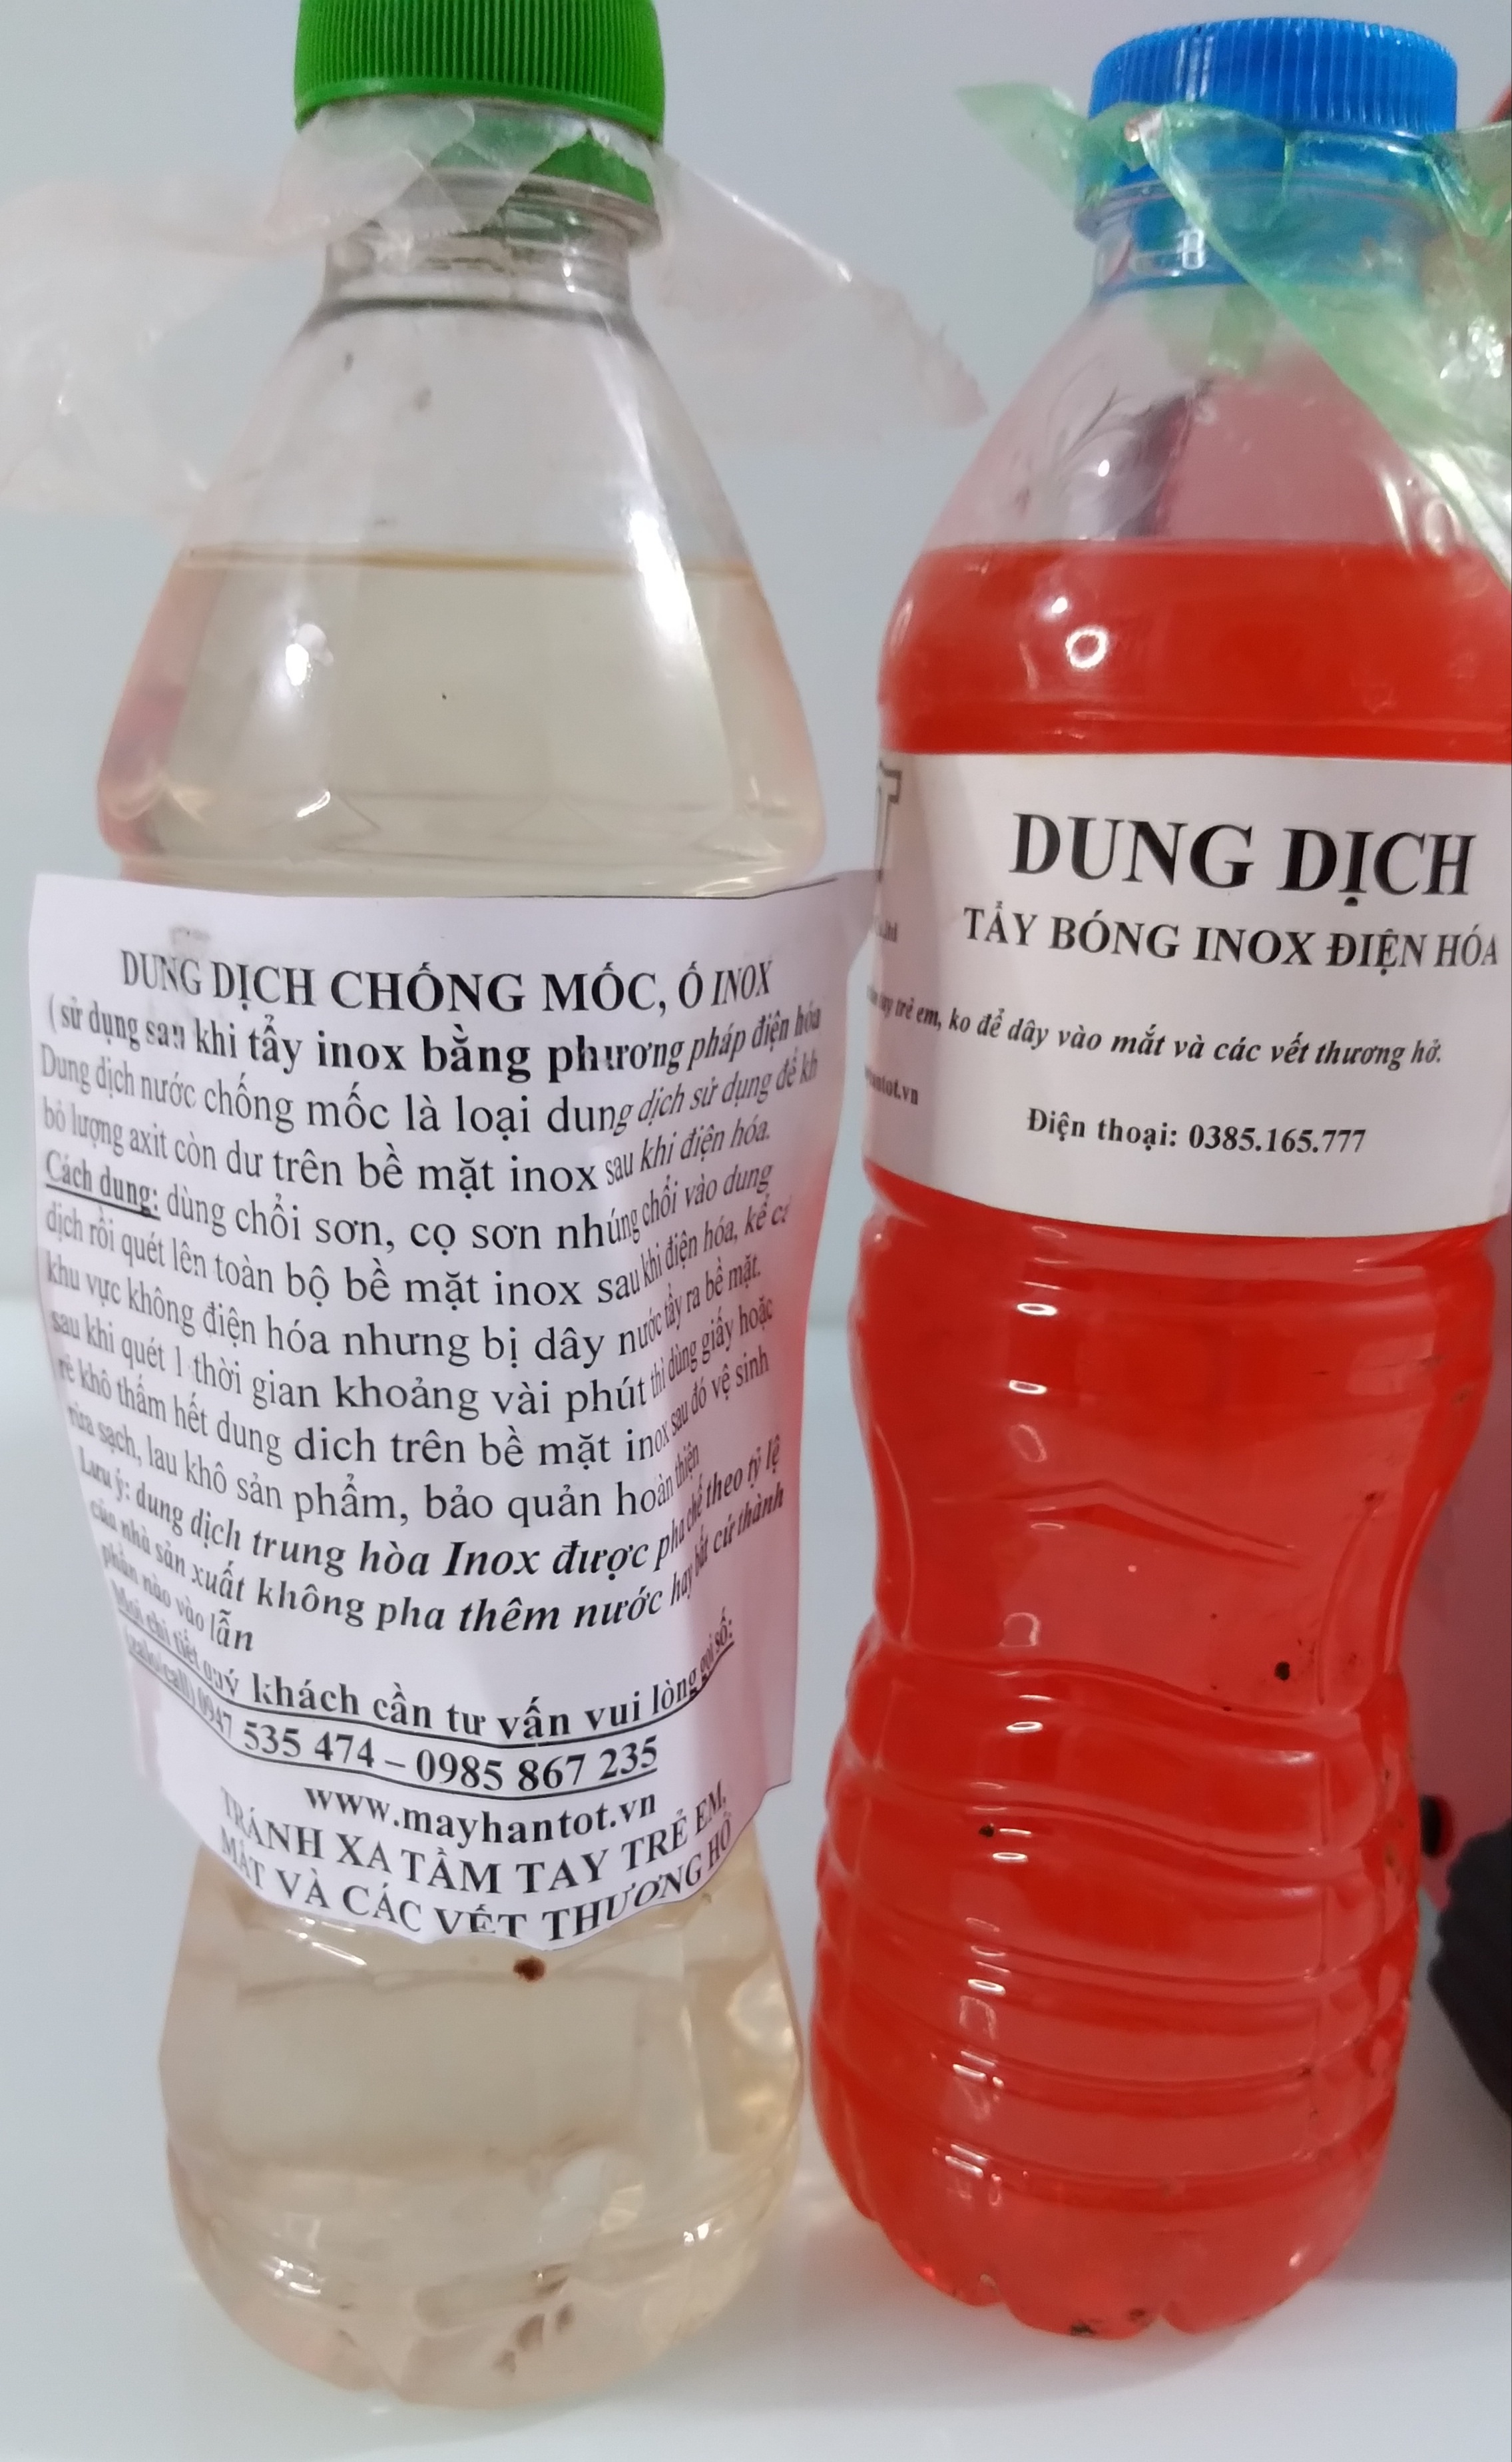 DUNG DỊCH CHỐNG MỐC, Ố INOX
( sử dụng sau khi tẩy inox bằng phương pháp điện hóa
Dung dịch nước chống mốc là loại dung dịch sử dụng để kh
bỏ lượng axit còn dư trên bề mặt inox sau khi điện hóa.
Cách dung: dùng chổi sơn, cọ sơn nhúng chổi vào dung
dịch rồi quét lên toàn bộ bề mặt inox sau khi điện hóa, kể cả
khu vực không điện hóa nhưng bị dây nước tẩy ra bề mặt.
sau khi quét 1 thời gian khoảng vài phút thì dùng giấy hoặc
rẻ khô thấm hết dung dich trên bề mặt inox sau đó vệ sinh
rửa sạch, lau khô sản phẩm, bảo quản hoàn thiện
Lưu ý: dung dịch trung hòa Inox được pha chế theo tỷ lệ
của nhà sản xuất không pha thêm nước hay bất cứ thành
phần nào vào lẫn
Mọi chi tiết quý khách cần tư vấn vui lòng gọi số:
(zalo/call) 0947 535 474 – 0985 867 235
www.mayhantot.vn
TRÁNH XA TẦM TAY TRẺ EM,
MẮT VÀ CÁC VẾT THƯƠNG HỞ
DUNG DỊCH
TẨY BÓNG INOX ĐIỆN HÓA
tay trẻ em, ko để dây vào mắt và các vết thương hở.
hantot.vn
Điện thoại: 0385.165.777